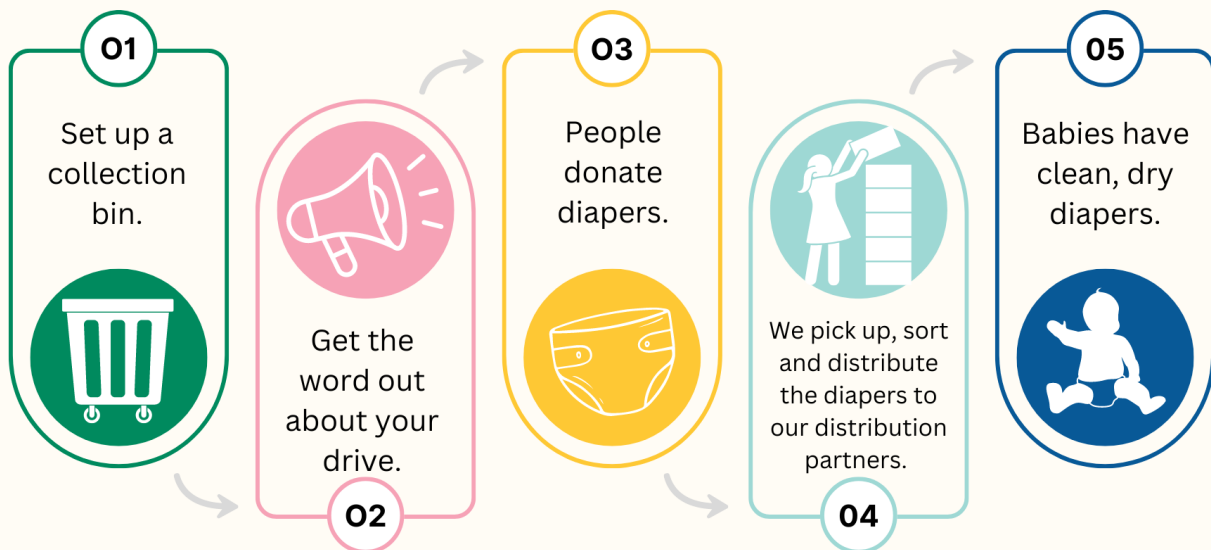 01
Set up a
collection
bin.
Get the
word out
about your
drive.
02
03
People
donate
diapers.
We pick up, sort
and distribute
the diapers to
our distribution
partners.
04
05
Babies have
clean, dry
diapers.